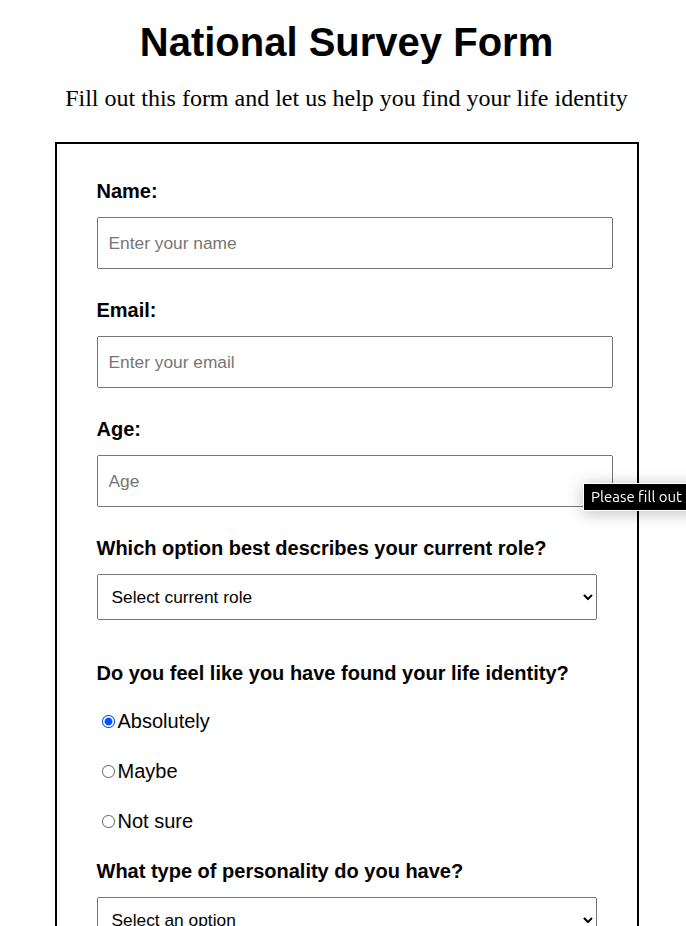 National Survey Form
Fill out this form and let us help you find your life identity
Name:
Enter your name
Email:
Enter your email
Age:
Age
Please fill out
Which option best describes your current role?
Select current role
Do you feel like you have found your life identity?
Absolutely
Maybe
Not sure
What type of personality do you have?
Select an option